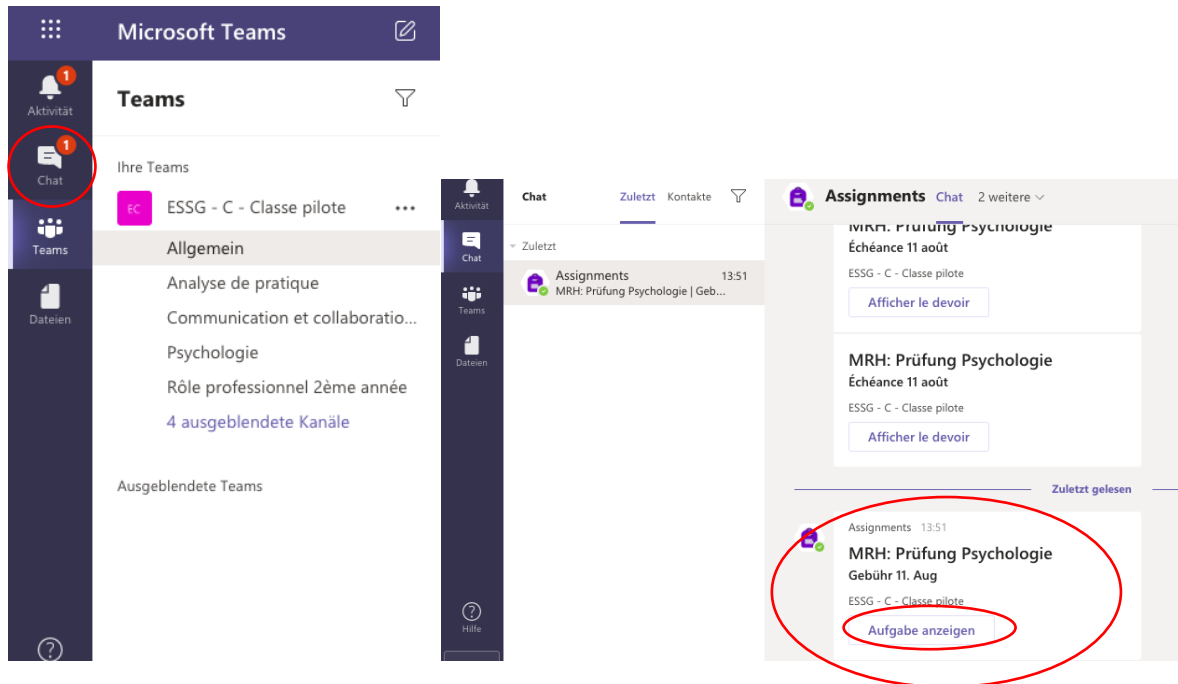 Microsoft Teams
1
Aktivität
1
Chat
Teams
Dateien
Teams
Ihre Teams
EC
ESSG - C - Classe pilote
Allgemein
Analyse de pratique
Communication et collaboratio...
Psychologie
Rôle professionnel 2ème année
4 ausgeblendete Kanäle
Ausgeblendete Teams
Aktivität
Chat
Teams
Dateien
Hilfe
Chat
Zuletzt Kontakte
Zuletzt
Assignments 13:51
MRH: Prüfung Psychologie | Geb...
Assignments Chat 2 weitere
MRH: Prüfung Psychologie
Échéance 11 août
ESSG - C - Classe pilote
Afficher le devoir
MRH: Prüfung Psychologie
Échéance 11 août
ESSG - C - Classe pilote
Afficher le devoir
Zuletzt gelesen
Assignments 13:51
MRH: Prüfung Psychologie
Gebühr 11. Aug
ESSG - C - Classe pilote
Aufgabe anzeigen